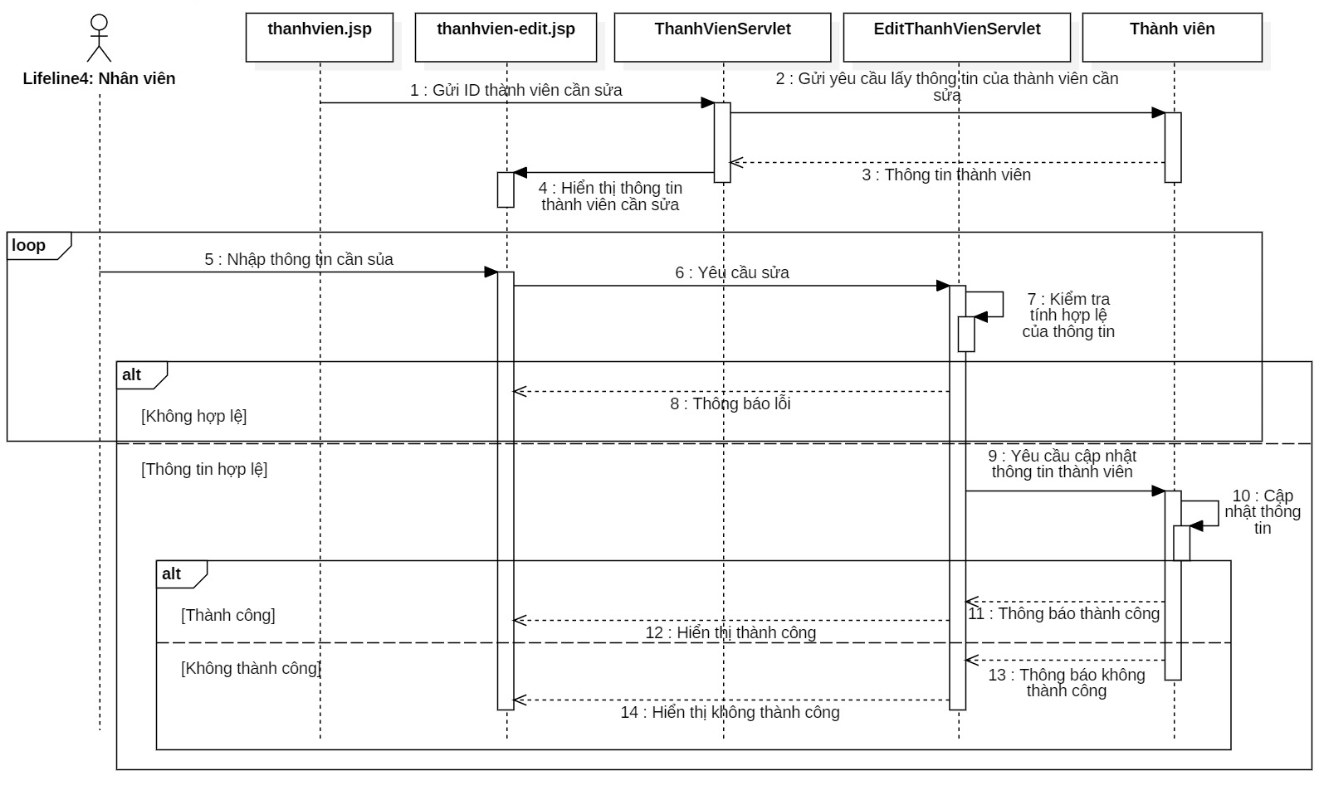 thanhvien.jsp
thanhvien-edit.jsp
ThanhVienServlet
EditThanhVienServlet
Thành viên
Lifeline4: Nhân viên
1 : Gửi ID thành viên cần sửa
2 : Gửi yêu cầu lấy thông tin của thành viên cần
sửa
3 : Thông tin thành viên
4 : Hiển thị thông tin
thành viên cần sửa
loop
5 : Nhập thông tin cần sủa
6 : Yêu cầu sửa
7 : Kiểm tra
tính hợp lệ
của thông tin
alt
8 : Thông báo lỗi
[Không hợp lệ]
[Thông tin hợp lệ]
9 : Yêu cầu cập nhật
thông tin thành viên
10 : Cập
nhật thông
tin
alt
[Thành công]
11 : Thông báo thành công
12 : Hiển thị thành công
[Không thành công]
13 : Thông báo không
thành công
14 : Hiển thị không thành công